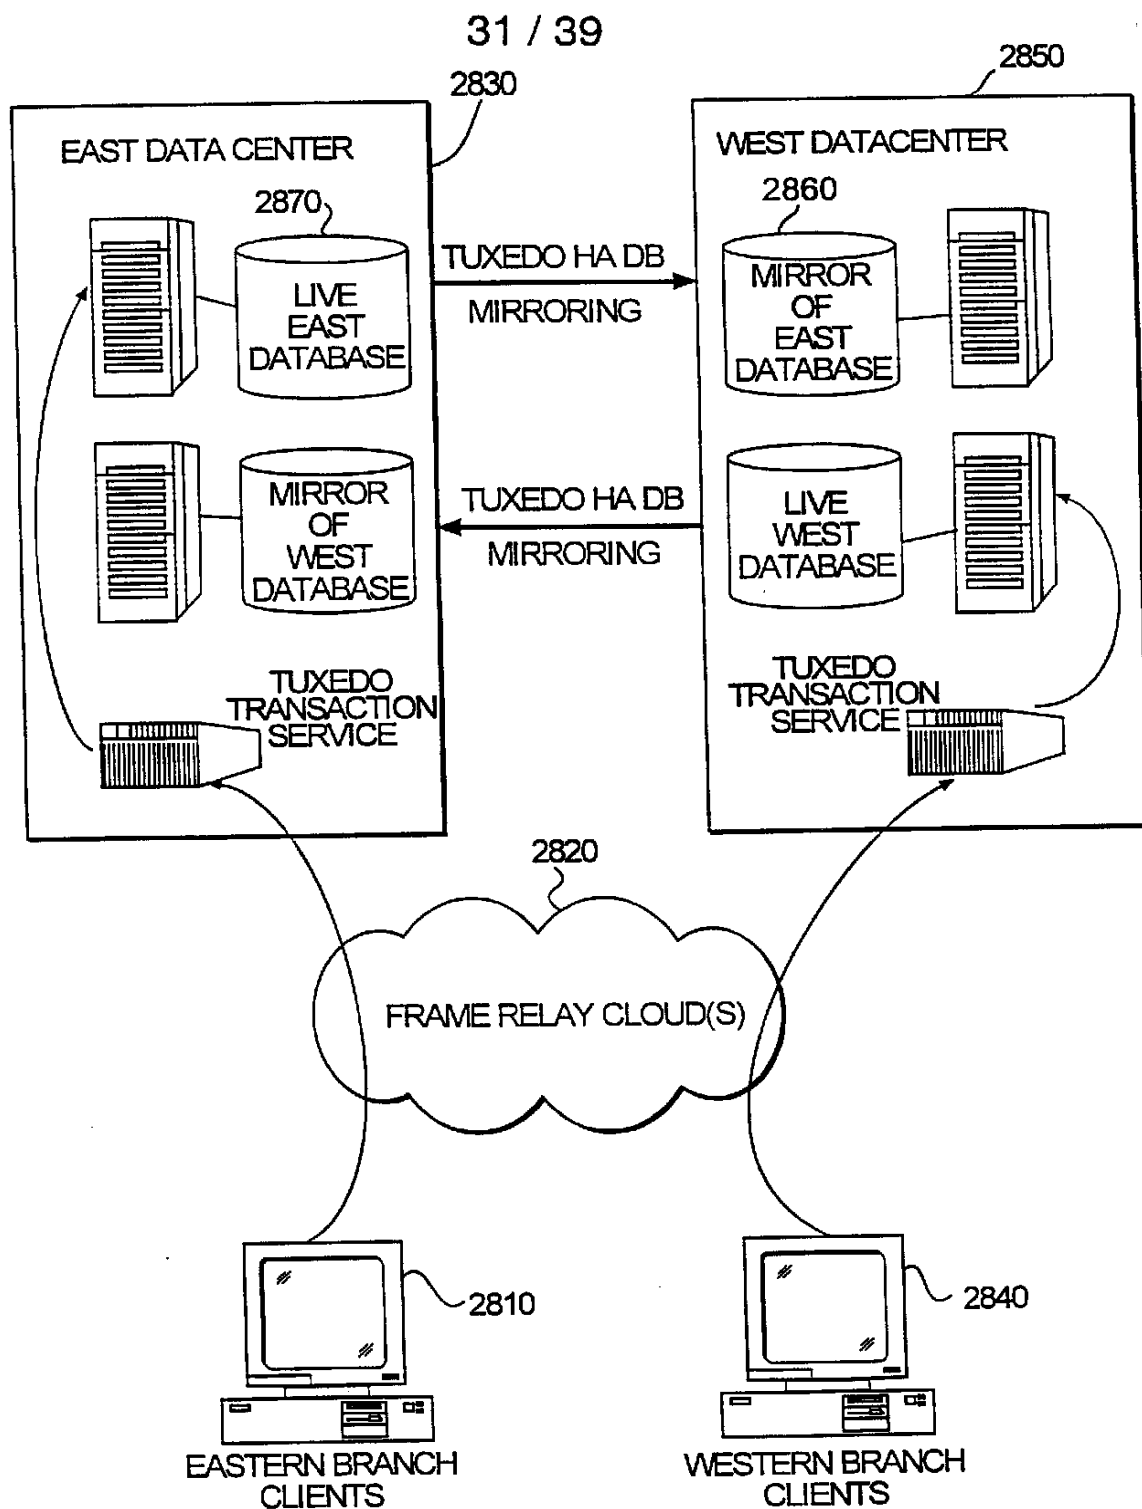 31 / 39
2830
2850
EAST DATA CENTER
WEST DATACENTER
2870
2860
LIVE
EAST
DATABASE
TUXEDO HA DB
MIRRORING
MIRROR
OF
EAST
DATABASE
MIRROR
OF
WEST
DATABASE
TUXEDO HA DB
MIRRORING
LIVE
WEST
DATABASE
TUXEDO
TRANSACTION
SERVICE
TUXEDO
TRANSACTION
SERVICE
2820
FRAME RELAY CLOUD(S)
2810
2840
EASTERN BRANCH
CLIENTS
WESTERN BRANCH
CLIENTS